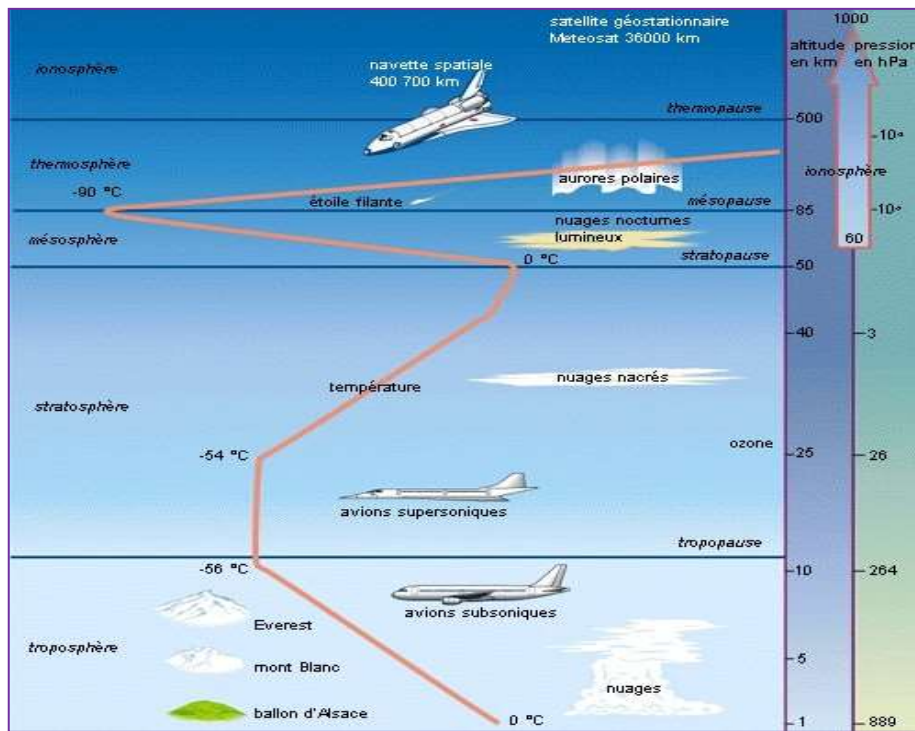 satellite géostationnaire
Meteosat 36000 km
1000
altitude
en km
pression
en hPa
ionosphère
navette spatiale
400 700 km
thermopause
500
thermosphère
-90 °C
aurores polaires
ionosphère
étoile filante
mésopause
85
mésosphère
nuages nocturnes
lumineux
60
0 °C
stratopause
50
40
3
température
nuages nacrés
stratosphère
ozone
-54 °C
25
26
avions supersoniques
tropopause
-56 °C
10
264
avions subsoniques
Everest
troposphère
mont Blanc
5
nuages
ballon d'Alsace
0 °C
1
889